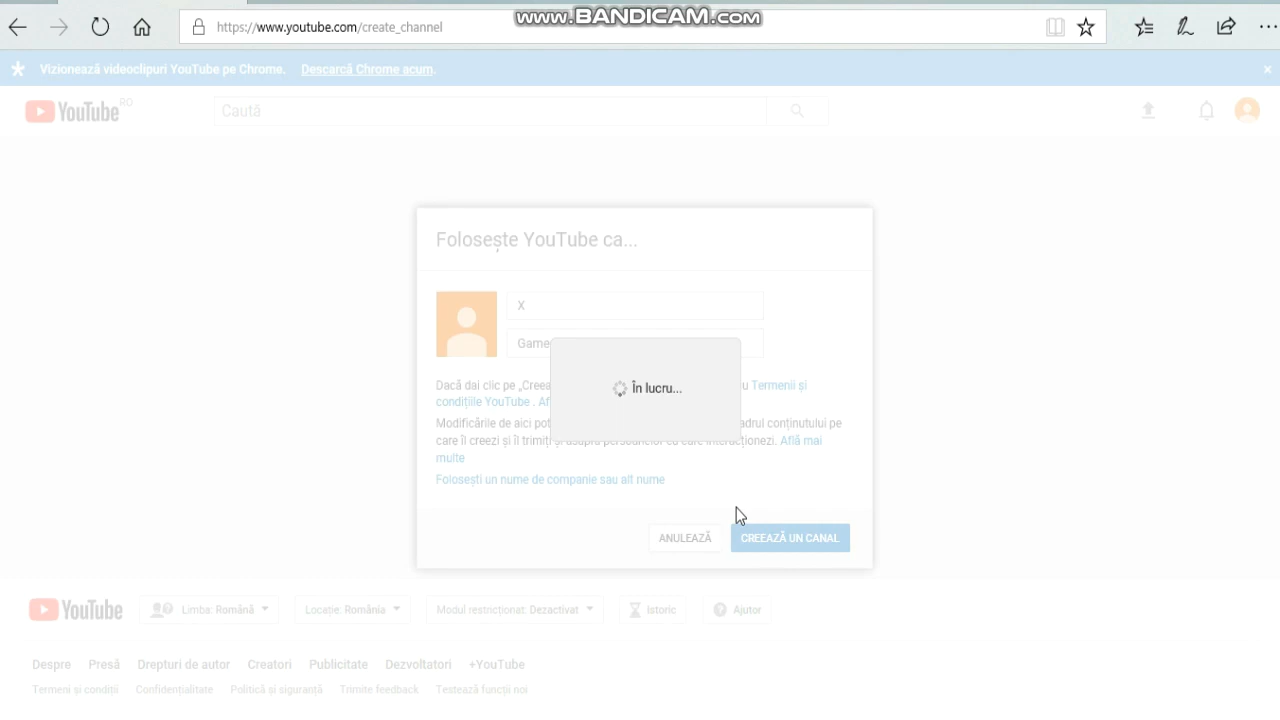 www.BANDICAM.com
https://www.youtube.com/create_channel
Vizionează videoclipuri YouTube pe Chrome. Descarcă Chrome acum.
YouTube RO
Caută
Folosește YouTube ca...
X
Game
Dacă dai clic pe „Creea u Termenii și
condițiile YouTube . Af
În lucru...
Modificările de aici pot adrul conținutului pe
care îl creezi și îl trimiți și asupra persoanelor cu care interacționezi. Află mai
multe
Folosești un nume de companie sau alt nume
ANULEAZĂ
CREEAZĂ UN CANAL
YouTube
Limba: Română
Locație: România
Modul restricționat: Dezactivat
Istoric
Ajutor
Despre Presă Drepturi de autor Creatori Publicitate Dezvoltatori +YouTube
Termeni și condiții Confidențialitate Politică și siguranță Trimite feedback Testează funcții noi